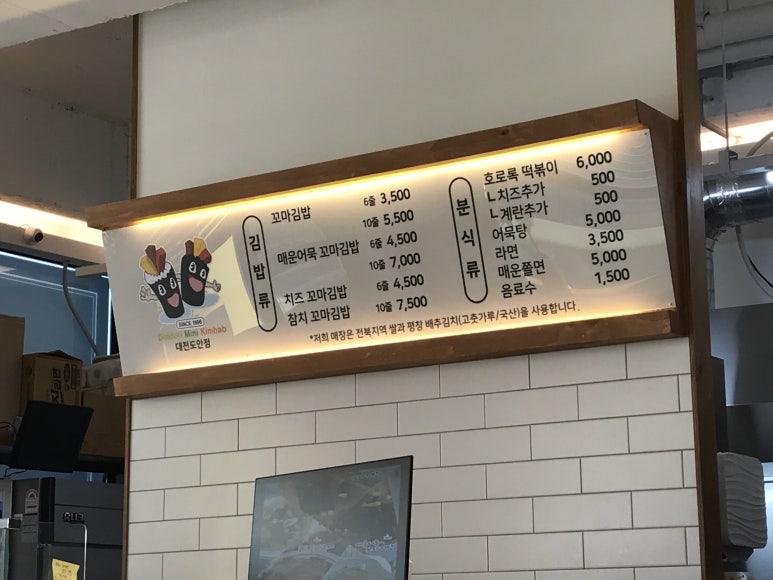 SINCE 1995
Mini Kimbab
대전도안점
김밥류
꼬마김밥 6줄 3,500
10줄 5,500
매운어묵 꼬마김밥 6줄 4,500
10줄 7,000
치즈 꼬마김밥 6줄 4,500
참치 꼬마김밥 10줄 7,500
분식류
호로록 떡볶이 6,000
ㄴ치즈추가 500
ㄴ계란추가 500
어묵탕 5,000
라면 3,500
매운쫄면 5,000
음료수 1,500
*저희 매장은 전북지역 쌀과 평창 배추김치(고춧가루/국산)을 사용합니다.